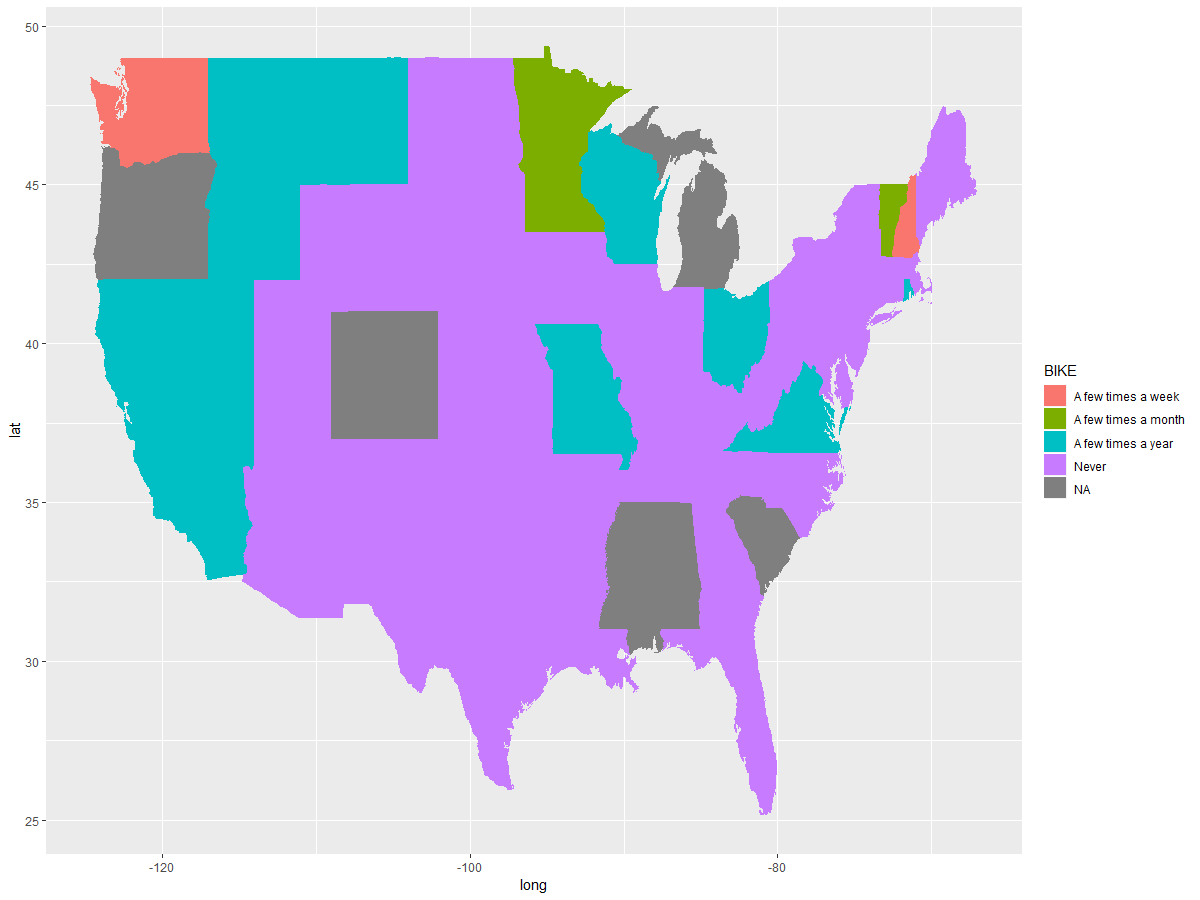 50
45
40
35
30
25
lat
-120
-100
-80
long
BIKE
A few times a week
A few times a month
A few times a year
Never
NA